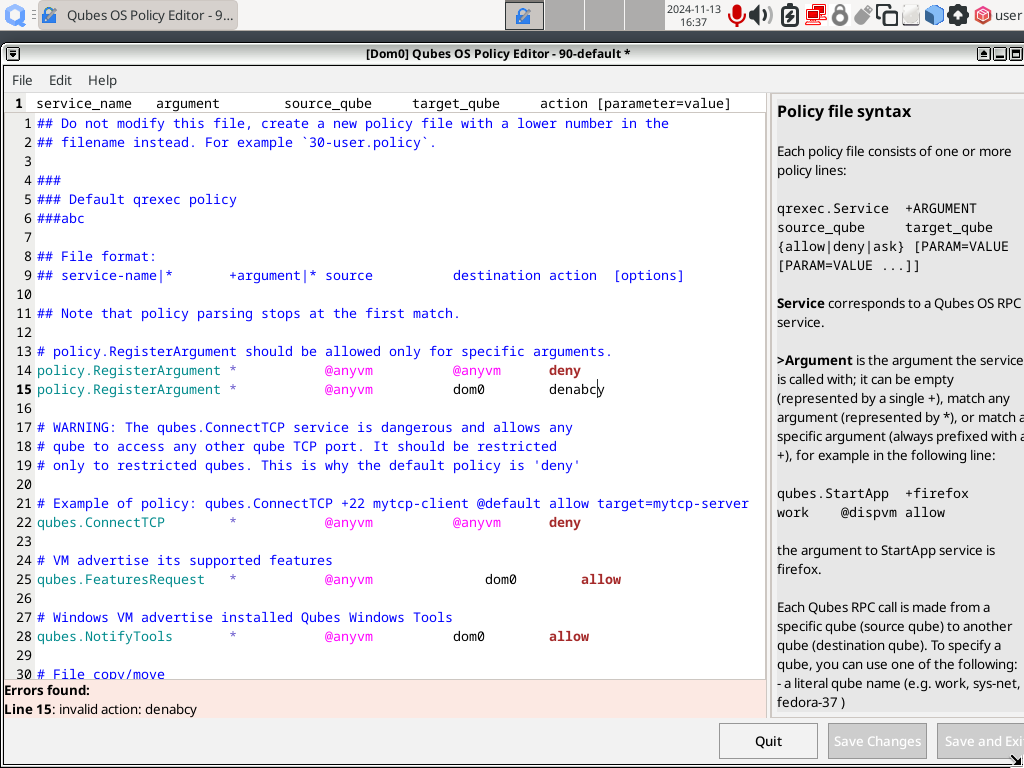 Qubes OS Policy Editor - 9...
2024-11-13
16:37
user
[Dom0] Qubes OS Policy Editor - 90-default *
File Edit Help
1 service_name argument source_qube target_qube action [parameter=value]
1 ## Do not modify this file, create a new policy file with a lower number in the
2 ## filename instead. For example `30-user.policy`.
3
4 ###
5 ### Default qrexec policy
6 ###abc
7
8 ## File format:
9 ## service-name|* +argument|* source destination action [options]
10
11 ## Note that policy parsing stops at the first match.
12
13 # policy.RegisterArgument should be allowed only for specific arguments.
14 policy.RegisterArgument * @anyvm @anyvm deny
15 policy.RegisterArgument * @anyvm dom0 denabcy
16
17 # WARNING: The qubes.ConnectTCP service is dangerous and allows any
18 # qube to access any other qube TCP port. It should be restricted
19 # only to restricted qubes. This is why the default policy is 'deny'
20
21 # Example of policy: qubes.ConnectTCP +22 mytcp-client @default allow target=mytcp-server
22 qubes.ConnectTCP * @anyvm @anyvm deny
23
24 # VM advertise its supported features
25 qubes.FeaturesRequest * @anyvm dom0 allow
26
27 # Windows VM advertise installed Qubes Windows Tools
28 qubes.NotifyTools * @anyvm dom0 allow
29
30 # File copy/move
Errors found:
Line 15: invalid action: denabcy
Policy file syntax
Each policy file consists of one or more
policy lines:
qrexec.Service +ARGUMENT
source_qube target_qube
{allow|deny|ask} [PARAM=VALUE
[PARAM=VALUE ...]]
Service corresponds to a Qubes OS RPC
service.
>Argument is the argument the service
is called with; it can be empty
(represented by a single +), match any
argument (represented by *), or match a
specific argument (always prefixed with a
+), for example in the following line:
qubes.StartApp +firefox
work @dispvm allow
the argument to StartApp service is
firefox.
Each Qubes RPC call is made from a
specific qube (source qube) to another
qube (destination qube). To specify a
qube, you can use one of the following:
- a literal qube name (e.g. work, sys-net,
fedora-37 )
Quit Save Changes Save and Exi